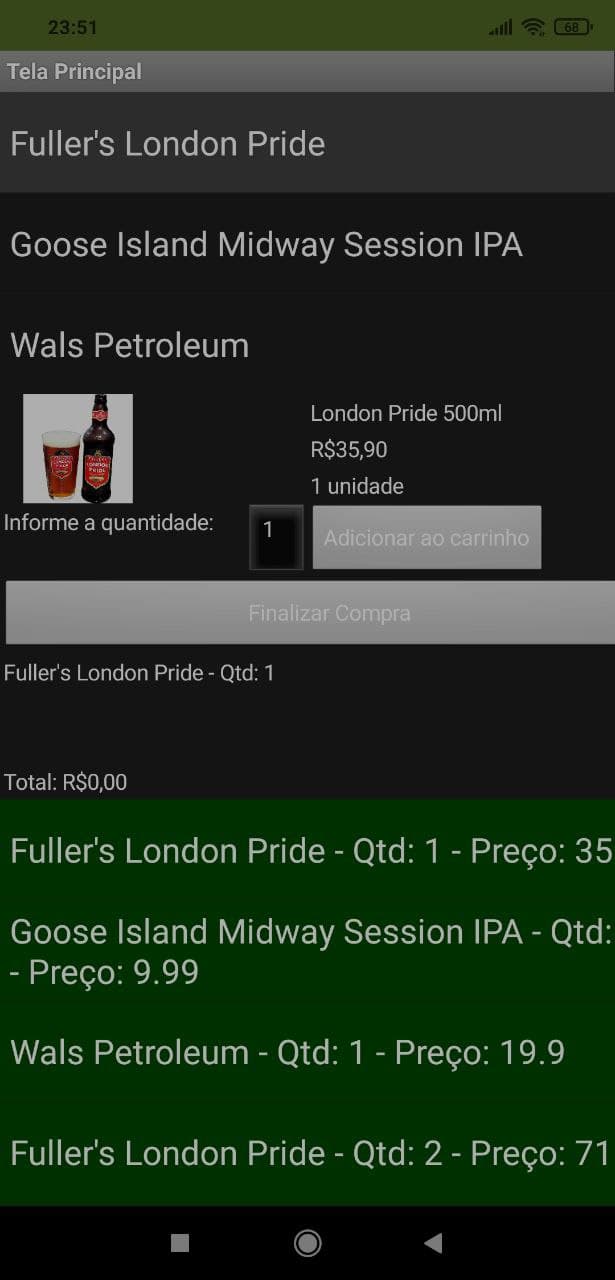 23:51
68
Tela Principal
Fuller's London Pride
Goose Island Midway Session IPA
Wals Petroleum
LONDON
PRIDE
London Pride 500ml
R$35,90
1 unidade
Informe a quantidade:
1
Adicionar ao carrinho
Finalizar Compra
Fuller's London Pride - Qtd: 1
Total: R$0,00
Fuller's London Pride - Qtd: 1 - Preço: 35
Goose Island Midway Session IPA - Qtd:
- Preço: 9.99
Wals Petroleum - Qtd: 1 - Preço: 19.9
Fuller's London Pride - Qtd: 2 - Preço: 71